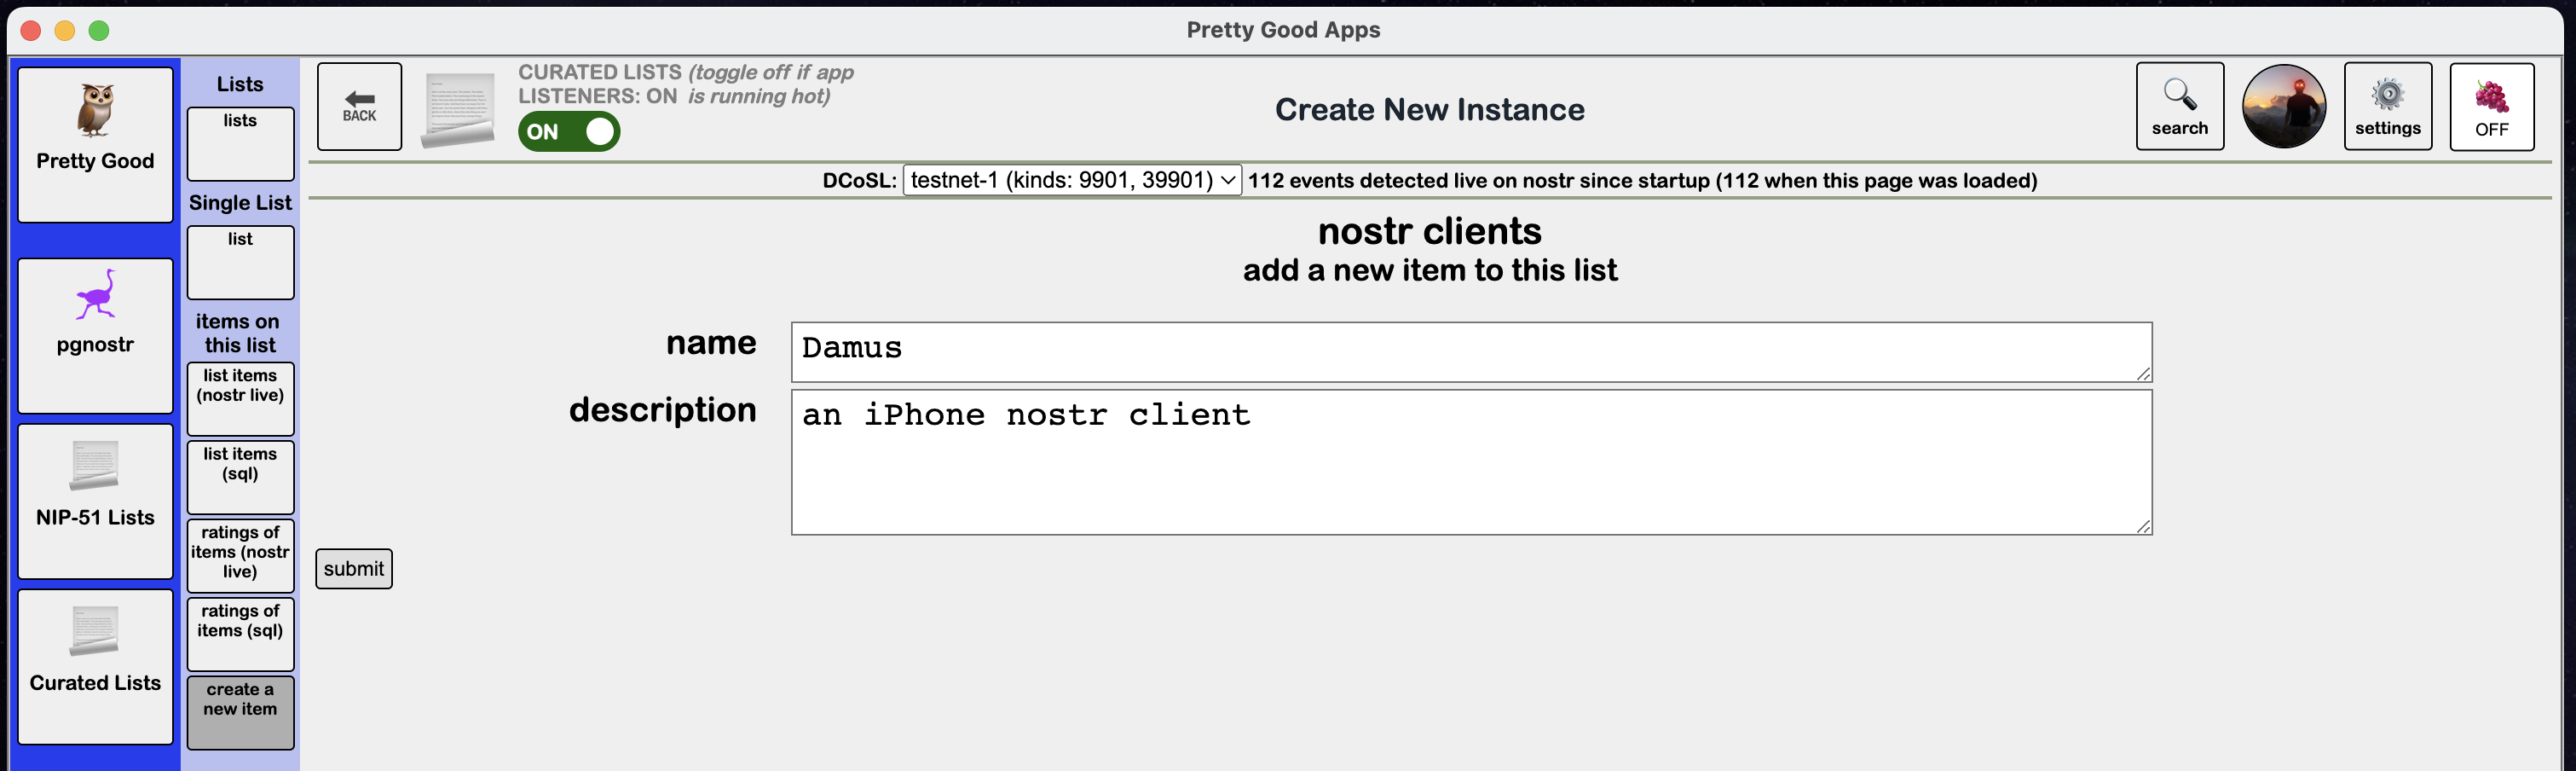 Pretty Good Apps
Pretty Good
pgnostr
NIP-51 Lists
Curated Lists
Lists
lists
Single List
list
items on
this list
list items
(nostr live)
list items
(sql)
ratings of
items (nostr
live)
ratings of
items (sql)
create a
new item
BACK
CURATED LISTS (toggle off if app
LISTENERS: ON is running hot)
ON
Create New Instance
search
settings
OFF
DCoSL: testnet-1 (kinds: 9901, 39901) 112 events detected live on nostr since startup (112 when this page was loaded)
nostr clients
add a new item to this list
name
Damus
description
an iPhone nostr client
submit